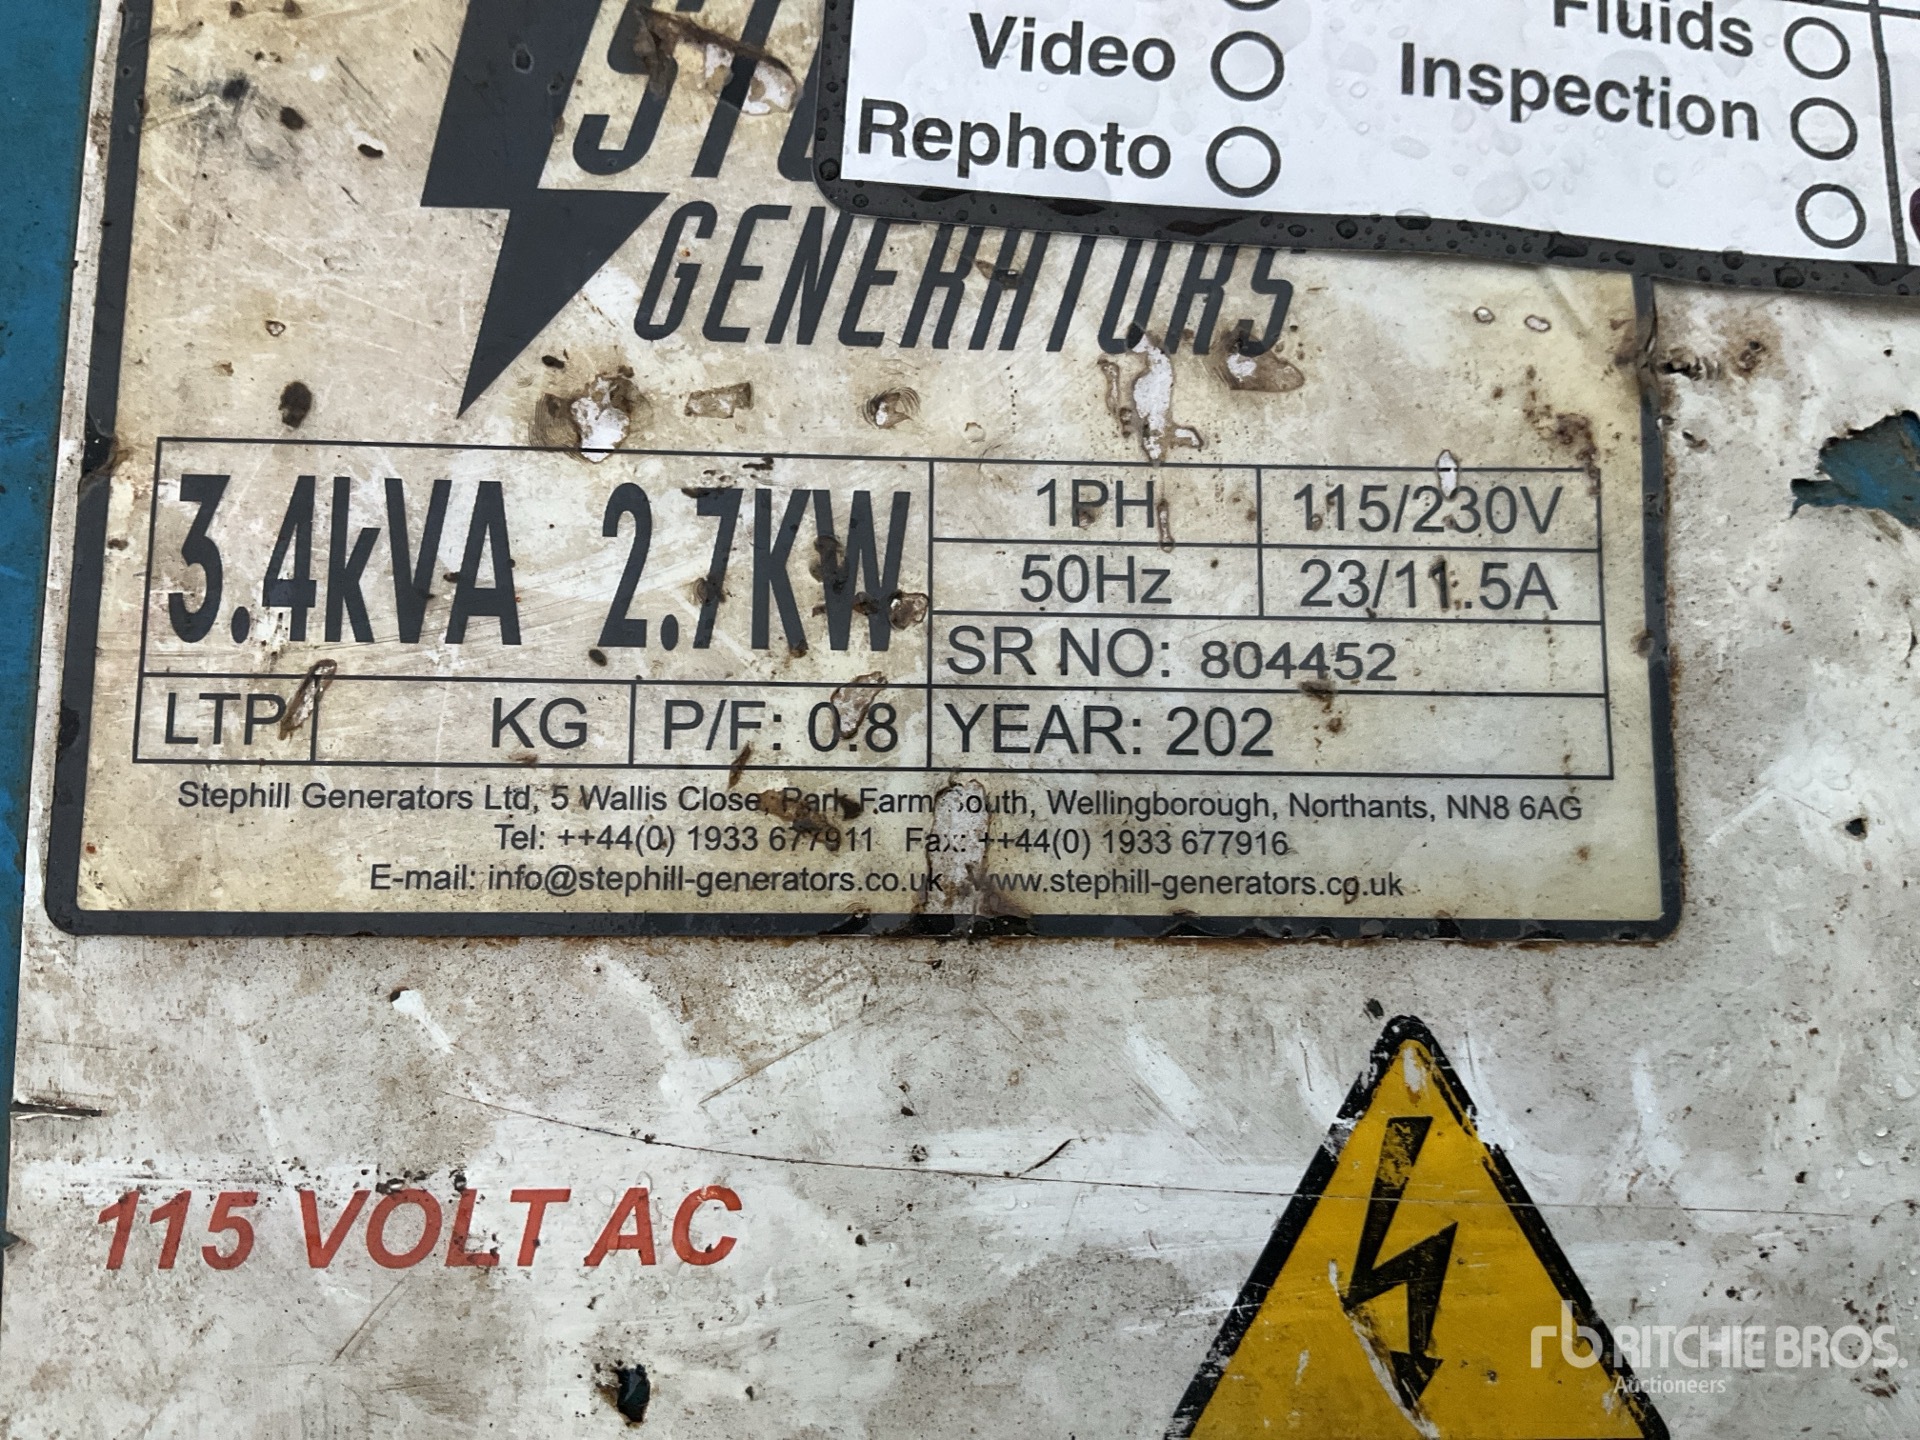 Video
Fluids
Rephoto
Inspection
GENERATORS
3.4kVA 2.7KW
1PH
115/230V
50Hz
23/11.5A
SR NO: 804452
LTP
KG
P/F: 0.8
YEAR: 202
Stephill Generators Ltd, 5 Wallis Close, Park Farm South, Wellingborough, Northants, NN8 6AG
Tel: ++44(0) 1933 677911 Fax: ++44(0) 1933 677916
E-mail: info@stephill-generators.co.uk www.stephill-generators.co.uk
115 VOLT AC
rb RITCHIE BROS.
Auctioneers